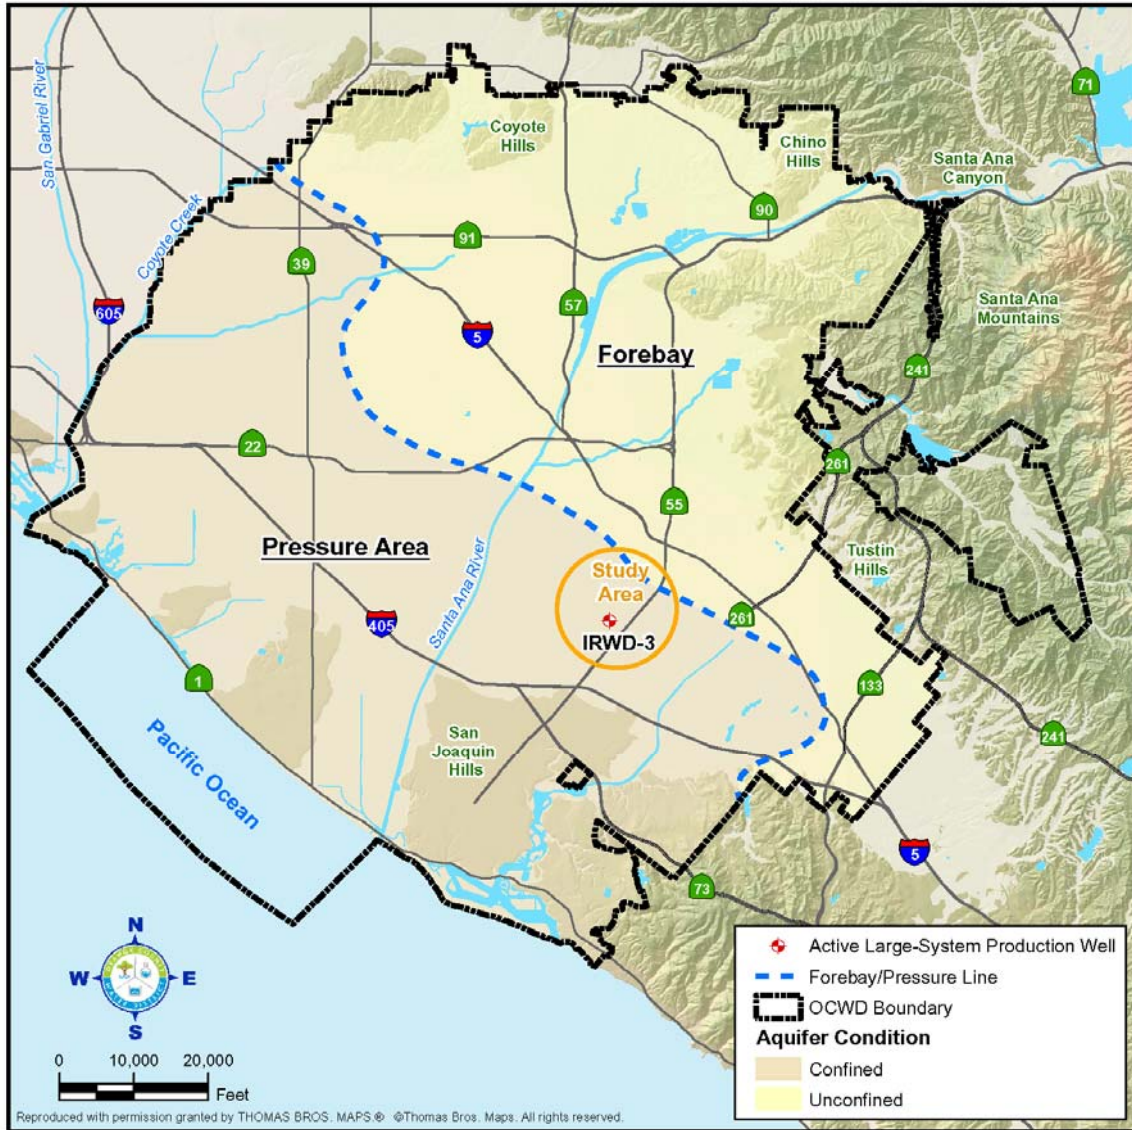 71
San Gabriel River
Coyote
Hills
Chino
Hills
Santa Ana
Canyon
90
Coyote Creek
91
39
Santa Ana
Mountains
605
57
5
Forebay
241
22
261
55
Pressure Area
Tustin
Hills
Study
Area
Santa Ana River
IRWD-3
261
405
1
133
San
Joaquin
Hills
241
Pacific Ocean
5
73
N
W
E
S
ORANGE COUNTY
WATER DISTRICT
Active Large-System Production Well
Forebay/Pressure Line
OCWD Boundary
Aquifer Condition
Confined
Unconfined
0 10,000 20,000
Feet
Reproduced with permission granted by THOMAS BROS. MAPS.® ©Thomas Bros. Maps. All rights reserved.